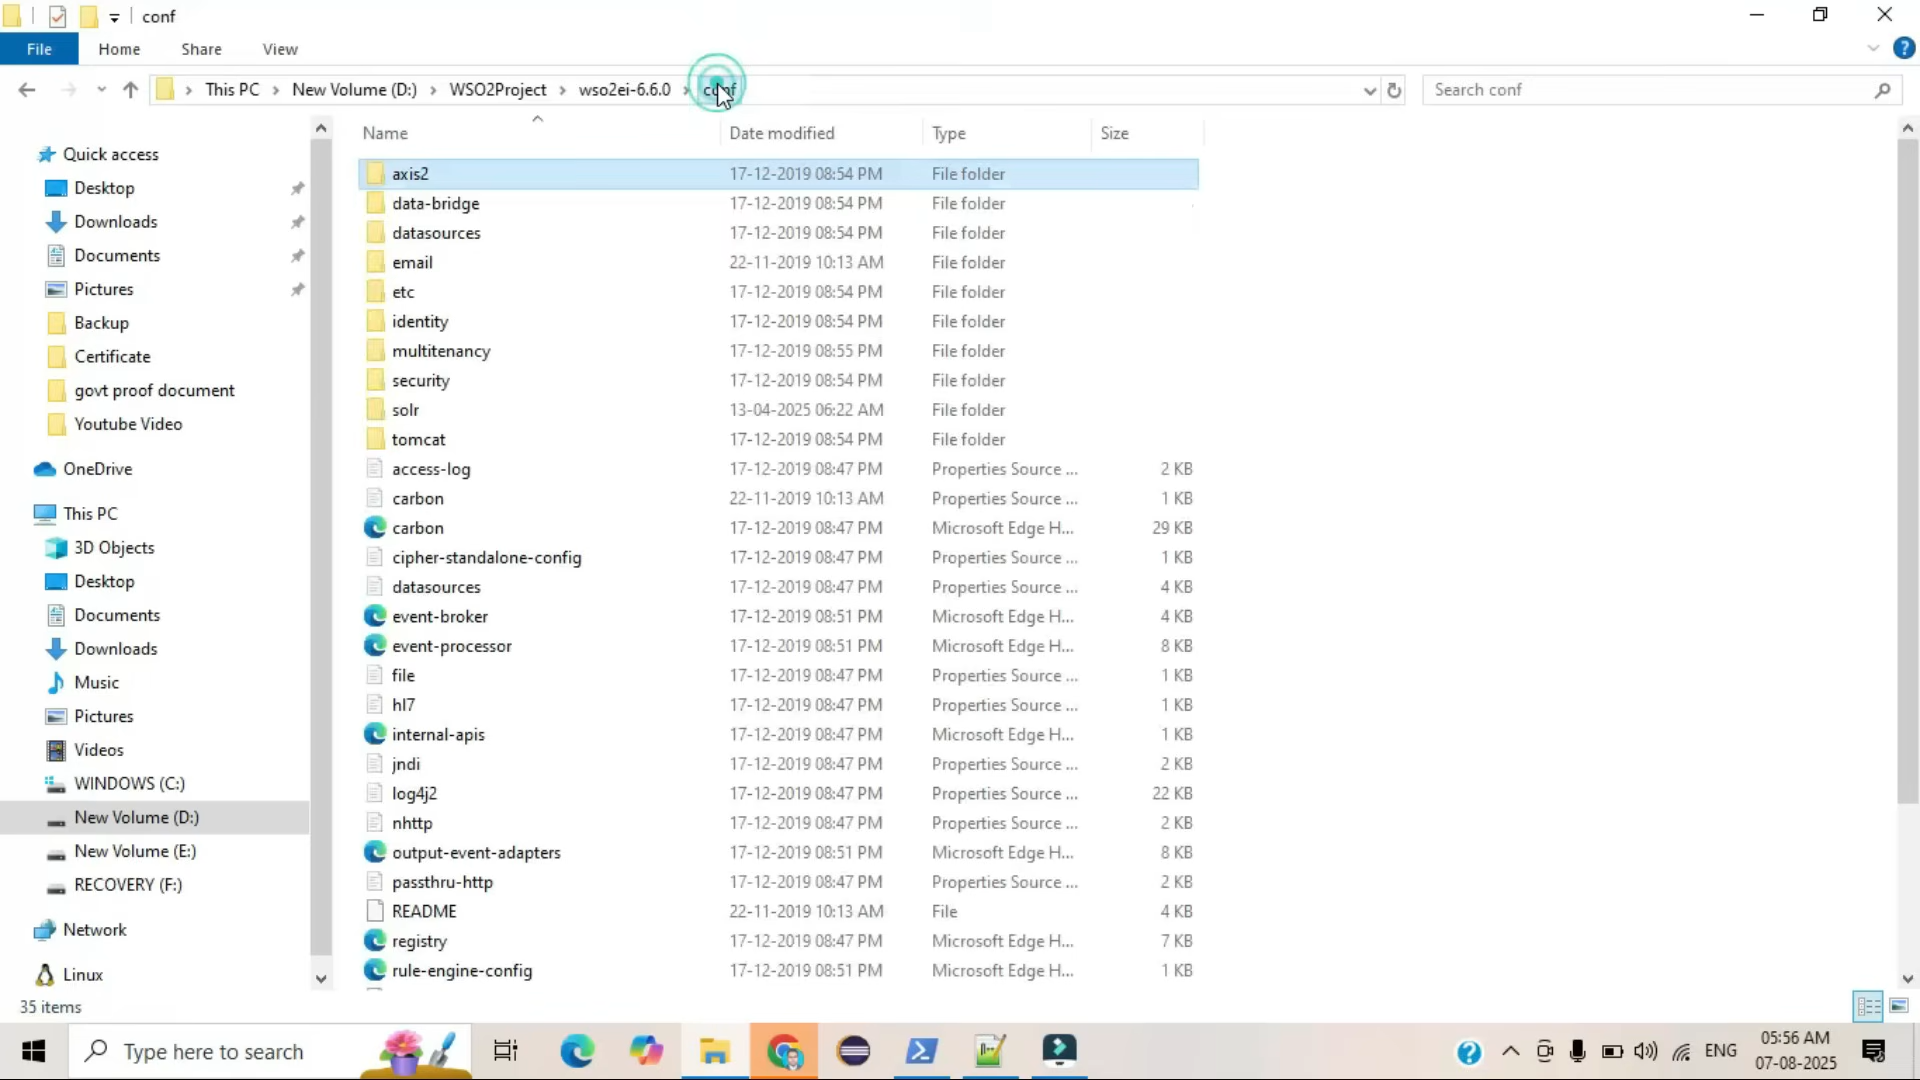 conf
File Home Share View
This PC New Volume (D:) WSO2Project wso2ei-6.6.0 conf
Search conf
Quick access
Desktop
Downloads
Documents
Pictures
Backup
Certificate
govt proof document
Youtube Video
OneDrive
This PC
3D Objects
Desktop
Documents
Downloads
Music
Pictures
Videos
WINDOWS (C:)
New Volume (D:)
New Volume (E:)
RECOVERY (F:)
Network
Linux
Name Date modified Type Size
axis2 17-12-2019 08:54 PM File folder
data-bridge 17-12-2019 08:54 PM File folder
datasources 17-12-2019 08:54 PM File folder
email 22-11-2019 10:13 AM File folder
etc 17-12-2019 08:54 PM File folder
identity 17-12-2019 08:54 PM File folder
multitenancy 17-12-2019 08:55 PM File folder
security 17-12-2019 08:54 PM File folder
solr 13-04-2025 06:22 AM File folder
tomcat 17-12-2019 08:54 PM File folder
access-log 17-12-2019 08:47 PM Properties Source ... 2 KB
carbon 22-11-2019 10:13 AM Properties Source ... 1 KB
carbon 17-12-2019 08:47 PM Microsoft Edge H... 29 KB
cipher-standalone-config 17-12-2019 08:47 PM Properties Source ... 1 KB
datasources 17-12-2019 08:47 PM Properties Source ... 4 KB
event-broker 17-12-2019 08:51 PM Microsoft Edge H... 4 KB
event-processor 17-12-2019 08:51 PM Microsoft Edge H... 8 KB
file 17-12-2019 08:47 PM Properties Source ... 1 KB
hl7 17-12-2019 08:47 PM Properties Source ... 1 KB
internal-apis 17-12-2019 08:47 PM Microsoft Edge H... 1 KB
jndi 17-12-2019 08:47 PM Properties Source ... 2 KB
log4j2 17-12-2019 08:47 PM Properties Source ... 22 KB
nhttp 17-12-2019 08:47 PM Properties Source ... 2 KB
output-event-adapters 17-12-2019 08:51 PM Microsoft Edge H... 8 KB
passthru-http 17-12-2019 08:47 PM Properties Source ... 2 KB
README 22-11-2019 10:13 AM File 4 KB
registry 17-12-2019 08:47 PM Microsoft Edge H... 7 KB
rule-engine-config 17-12-2019 08:51 PM Microsoft Edge H... 1 KB
35 items
Type here to search
ENG
05:56 AM
07-08-2025